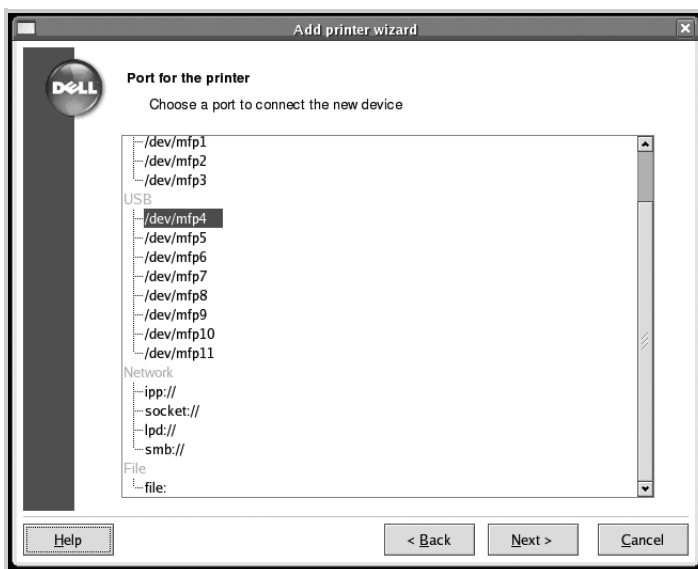 Add printer wizard
DELL
Port for the printer
Choose a port to connect the new device
/dev/mfp1
/dev/mfp2
/dev/mfp3
USB
/dev/mfp4
/dev/mfp5
/dev/mfp6
/dev/mfp7
/dev/mfp8
/dev/mfp9
/dev/mfp10
/dev/mfp11
Network
ipp://
socket://
lpd://
smb://
File
file:
Help < Back Next > Cancel